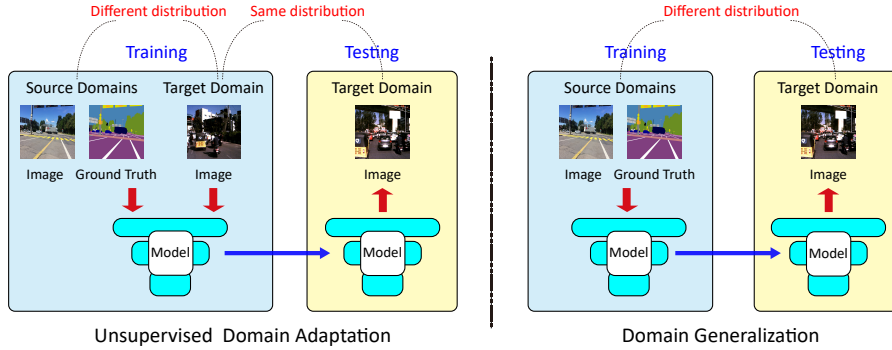 Different distribution
Same distribution
Training
Testing
Source Domains
Target Domain
Target Domain
Image
Ground Truth
Image
Image
Model
Model
Unsupervised Domain Adaptation
Different distribution
Training
Testing
Source Domains
Target Domain
Image
Ground Truth
Image
Model
Model
Domain Generalization